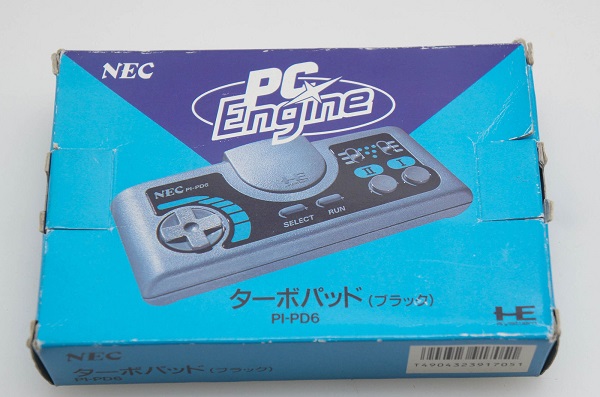 NEC
PC
Engine
NEC PI-PD6
II
I
SELECT
RUN
ターボパッド(ブラック)
PI-PD6
HE
NEC
ターボパッド(ブラック)
PI-PD6
T4904323917051